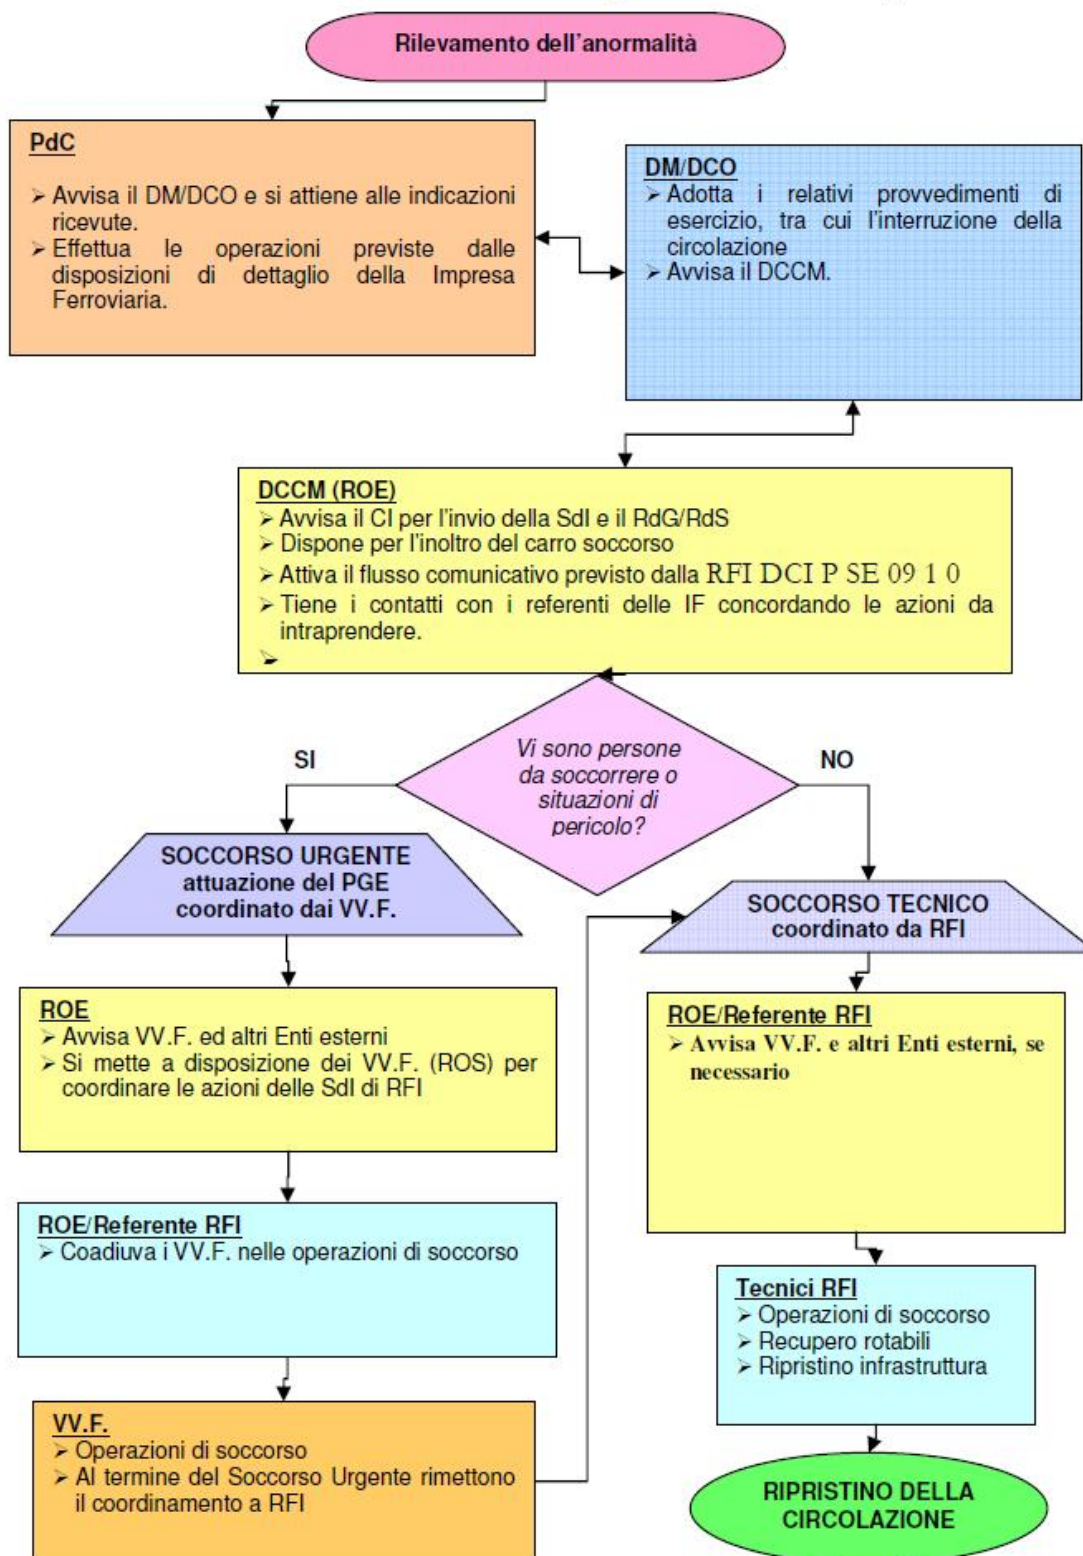 Rilevamento dell'anormalità
PdC
➢ Avvisa il DM/DCO e si attiene alle indicazioni
ricevute.
➢ Effettua le operazioni previste dalle
disposizioni di dettaglio della Impresa
Ferroviaria.
DM/DCO
➢ Adotta i relativi provvedimenti di
esercizio, tra cui l'interruzione della
circolazione
➢ Avvisa il DCCM.
DCCM (ROE)
➢ Avvisa il CI per l'invio della SdI e il RdG/RdS
➢ Dispone per l'inoltro del carro soccorso
➢ Attiva il flusso comunicativo previsto dalla RFI DCI P SE 09 1 0
➢ Tiene i contatti con i referenti delle IF concordando le azioni da
intraprendere.
➢
Vi sono persone
da soccorrere o
situazioni di
pericolo?
SI
NO
SOCCORSO URGENTE
attuazione del PGE
coordinato dai VV.F.
SOCCORSO TECNICO
coordinato da RFI
ROE
➢ Avvisa VV.F. ed altri Enti esterni
➢ Si mette a disposizione dei VV.F. (ROS) per
coordinare le azioni delle SdI di RFI
ROE/Referente RFI
➢ Avvisa VV.F. e altri Enti esterni, se
necessario
ROE/Referente RFI
➢ Coadiuva i VV.F. nelle operazioni di soccorso
Tecnici RFI
➢ Operazioni di soccorso
➢ Recupero rotabili
➢ Ripristino infrastruttura
VV.F.
➢ Operazioni di soccorso
➢ Al termine del Soccorso Urgente rimettono
il coordinamento a RFI
RIPRISTINO DELLA
CIRCOLAZIONE